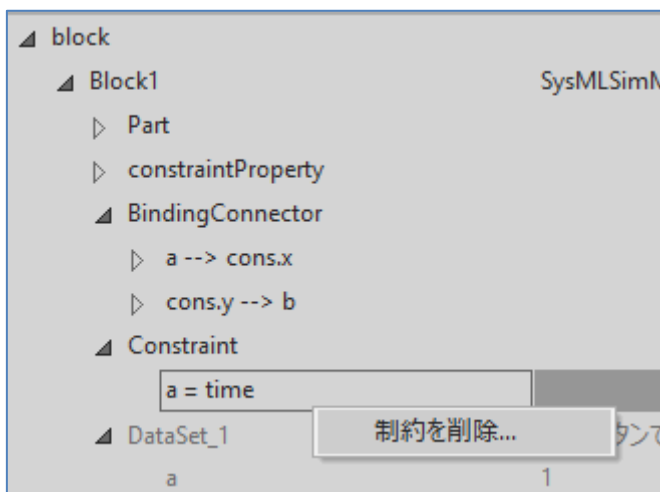 block
Block1 SysMLSimM
Part
constraintProperty
BindingConnector
a --> cons.x
cons.y --> b
Constraint
a = time
制約を削除...
DataSet_1 タンて
a 1